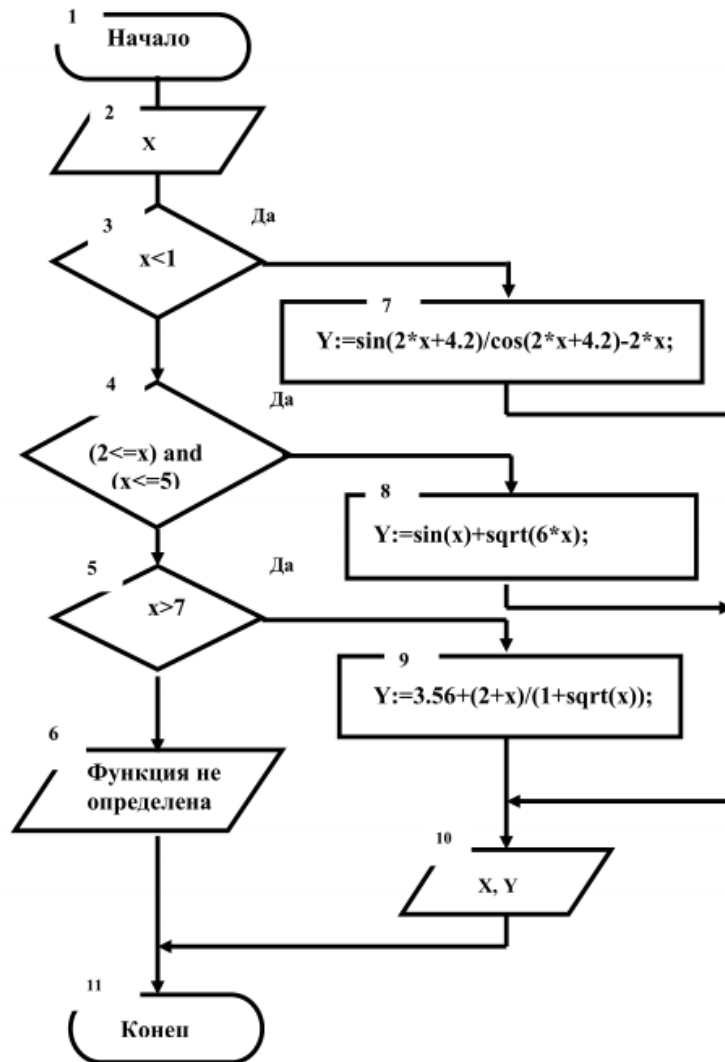 1
Начало
2
X
3
Да
x<1
7
Y:=sin(2*x+4.2)/cos(2*x+4.2)-2*x;
4
Да
(2<=x) and
(x<=5)
8
Y:=sin(x)+sqrt(6*x);
5
Да
x>7
9
Y:=3.56+(2+x)/(1+sqrt(x));
6
Функция не
определена
10
X, Y
11
Конец